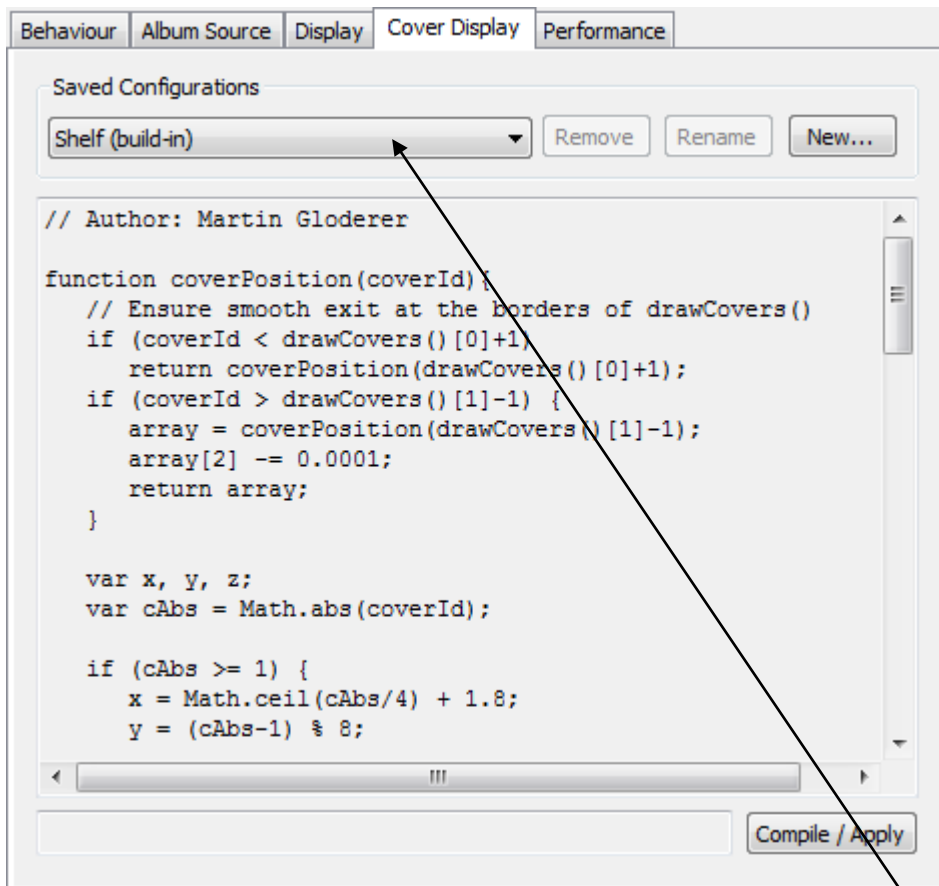 Behaviour Album Source Display Cover Display Performance
Saved Configurations
Shelf (build-in) Remove Rename New...
// Author: Martin Gloderer
function coverPosition(coverId){
// Ensure smooth exit at the borders of drawCovers()
if (coverId < drawCovers()[0]+1)
return coverPosition(drawCovers()[0]+1);
if (coverId > drawCovers()[1]-1) {
array = coverPosition(drawCovers()[1]-1);
array[2] -= 0.0001;
return array;
}
var x, y, z;
var cAbs = Math.abs(coverId);
if (cAbs >= 1) {
x = Math.ceil(cAbs/4) + 1.8;
y = (cAbs-1) % 8;
Compile / Apply